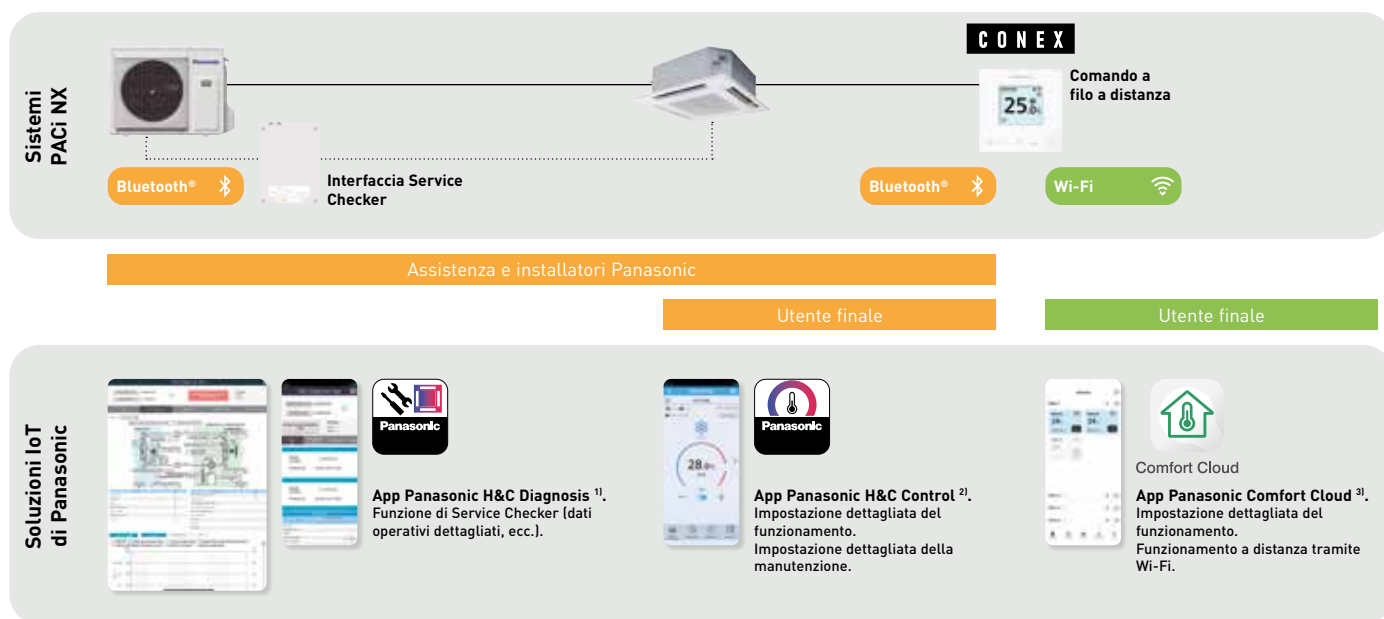 Sistemi
PACi NX
CONEX
Comando a
filo a distanza
25
Bluetooth®
Interfaccia Service
Checker
Bluetooth®
Wi-Fi
Assistenza e installatori Panasonic
Utente finale
Utente finale
Soluzioni IoT
di Panasonic
Panasonic
App Panasonic H&C Diagnosis 1).
Funzione di Service Checker (dati
operativi dettagliati, ecc.).
28.0
Panasonic
App Panasonic H&C Control 2).
Impostazione dettagliata del
funzionamento.
Impostazione dettagliata della
manutenzione.
Comfort Cloud
App Panasonic Comfort Cloud 3).
Impostazione dettagliata del
funzionamento.
Funzionamento a distanza tramite
Wi-Fi.